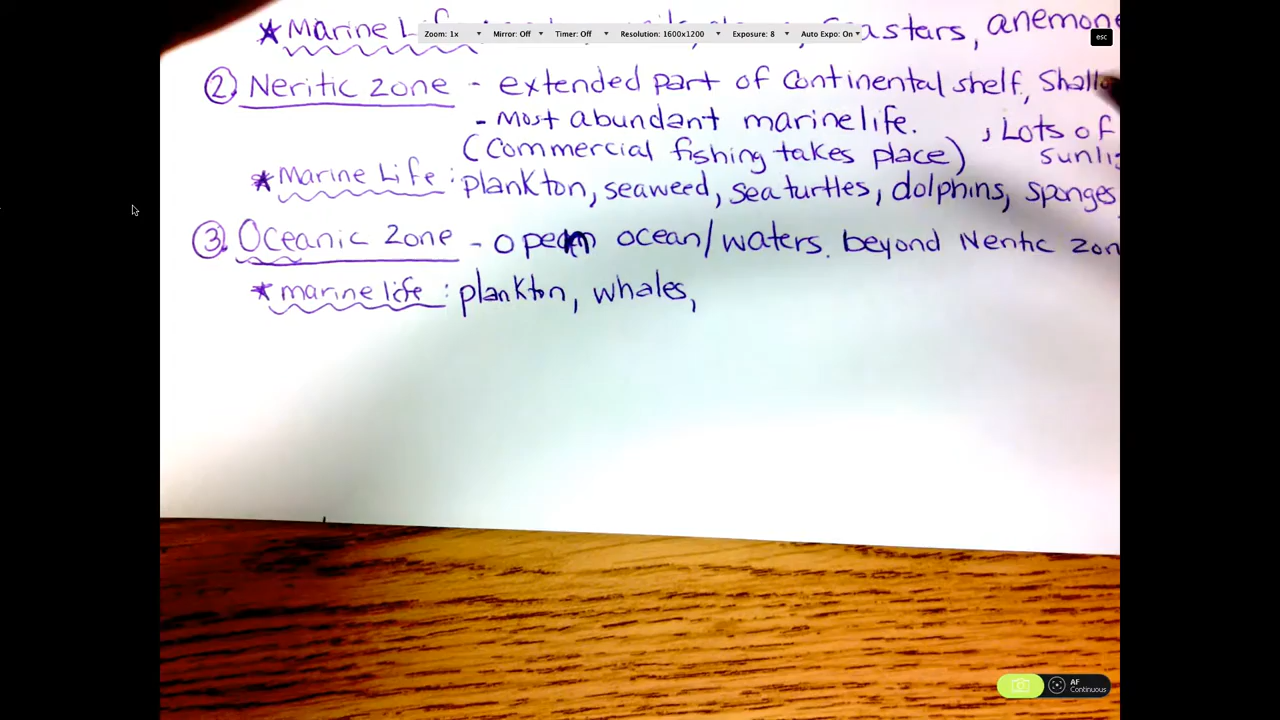 ★ Marine L
Zoom: 1x Mirror: Off Timer: Off Resolution: 1600x1200 Exposure: 8 Auto Expo: On
anemone
esc
② Neritic zone - extended part of Continental shelf, Shallo
- Most abundant marine life. , Lots of
(Commercial fishing takes place) sunli
★ Marine Life : plankton, seaweed, sea turtles, dolphins, sponges,
③ Oceanic Zone - open ocean/waters. beyond Neritic Zon
★ marine life : plankton, whales,
AF
Continuous